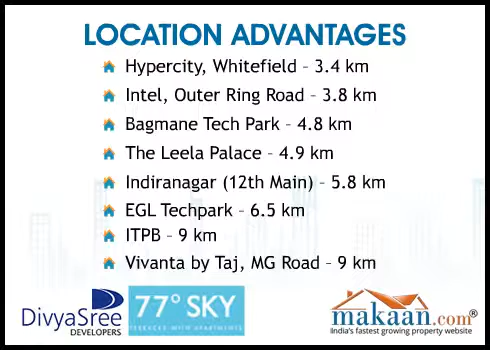 LOCATION ADVANTAGES
Hypercity, Whitefield – 3.4 km
Intel, Outer Ring Road – 3.8 km
Bagmane Tech Park – 4.8 km
The Leela Palace – 4.9 km
Indiranagar (12th Main) – 5.8 km
EGL Techpark – 6.5 km
ITPB – 9 km
Vivanta by Taj, MG Road – 9 km
DivyaSree
DEVELOPERS
77° SKY
TERRACES WITH APARTMENTS
makaan.com®
India's fastest growing property website